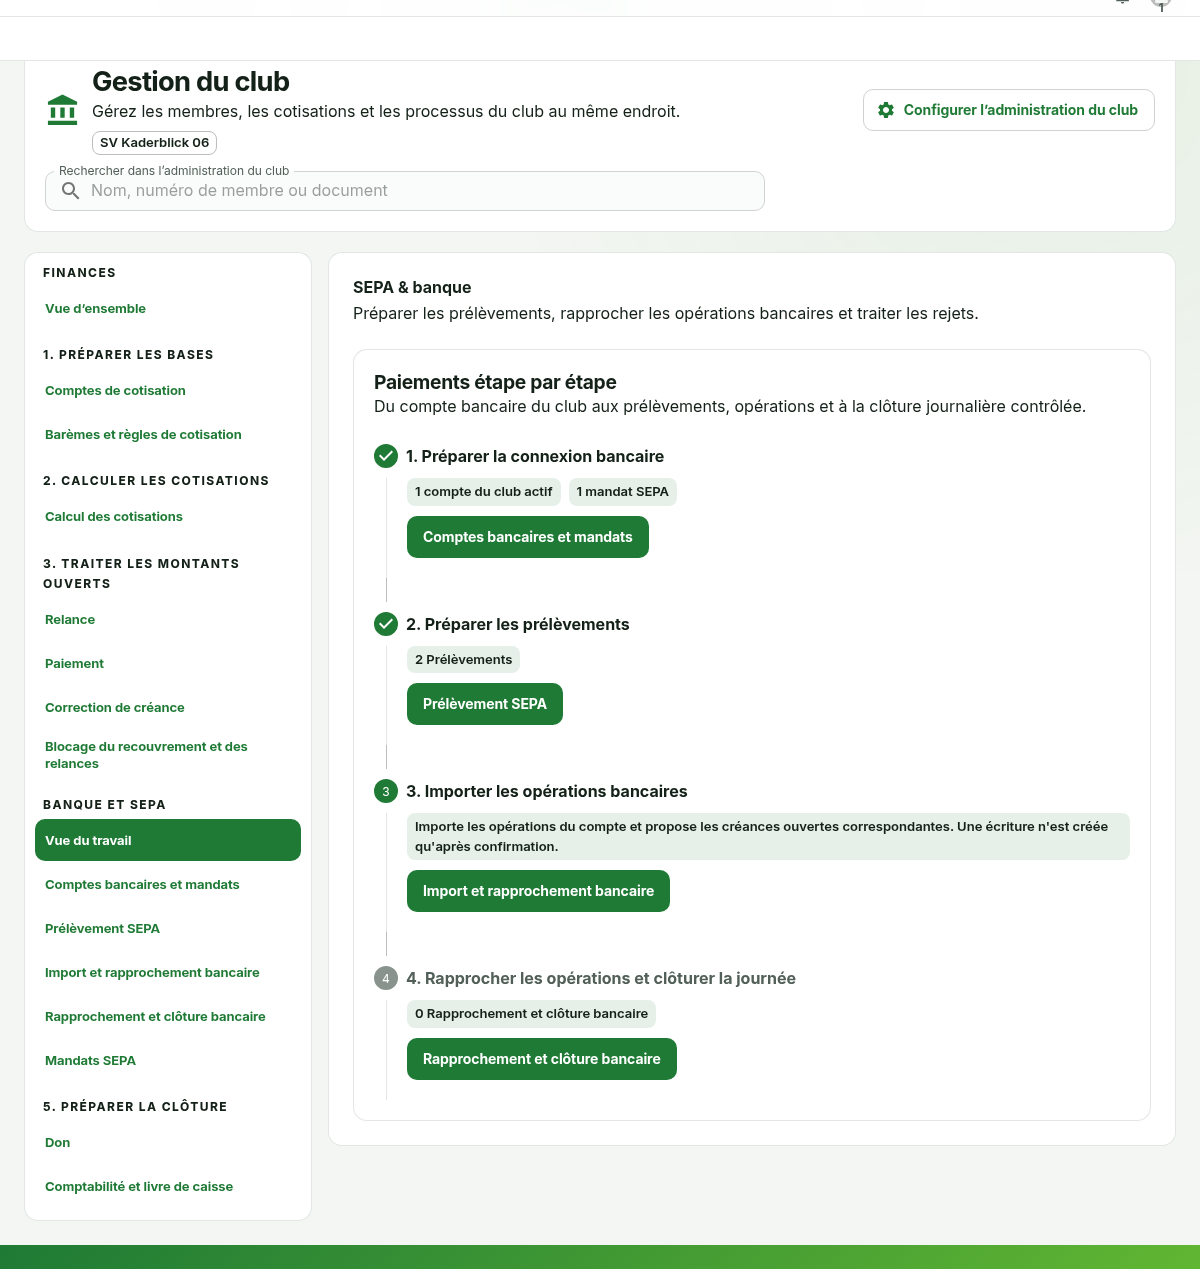 1
Gestion du club
Gérez les membres, les cotisations et les processus du club au même endroit.
SV Kaderblick 06
Configurer l’administration du club
Rechercher dans l’administration du club
Nom, numéro de membre ou document
FINANCES
Vue d’ensemble
1. PRÉPARER LES BASES
Comptes de cotisation
Barèmes et règles de cotisation
2. CALCULER LES COTISATIONS
Calcul des cotisations
3. TRAITER LES MONTANTS
OUVERTS
Relance
Paiement
Correction de créance
Blocage du recouvrement et des
relances
BANQUE ET SEPA
Vue du travail
Comptes bancaires et mandats
Prélèvement SEPA
Import et rapprochement bancaire
Rapprochement et clôture bancaire
Mandats SEPA
5. PRÉPARER LA CLÔTURE
Don
Comptabilité et livre de caisse
SEPA & banque
Préparer les prélèvements, rapprocher les opérations bancaires et traiter les rejets.
Paiements étape par étape
Du compte bancaire du club aux prélèvements, opérations et à la clôture journalière contrôlée.
1. Préparer la connexion bancaire
1 compte du club actif
1 mandat SEPA
Comptes bancaires et mandats
2. Préparer les prélèvements
2 Prélèvements
Prélèvement SEPA
3
3. Importer les opérations bancaires
Importe les opérations du compte et propose les créances ouvertes correspondantes. Une écriture n'est créée
qu'après confirmation.
Import et rapprochement bancaire
4
4. Rapprocher les opérations et clôturer la journée
0 Rapprochement et clôture bancaire
Rapprochement et clôture bancaire